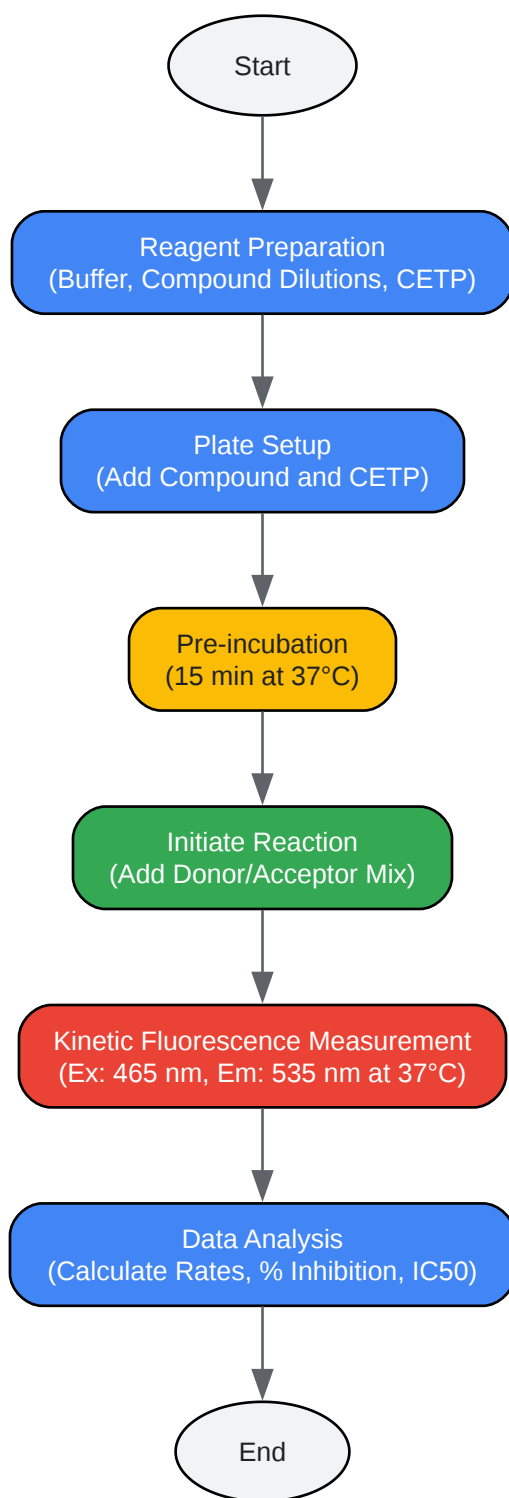 Start
Reagent Preparation
(Buffer, Compound Dilutions, CETP)
Plate Setup
(Add Compound and CETP)
Pre-incubation
(15 min at 37°C)
Initiate Reaction
(Add Donor/Acceptor Mix)
Kinetic Fluorescence Measurement
(Ex: 465 nm, Em: 535 nm at 37°C)
Data Analysis
(Calculate Rates, % Inhibition, IC50)
End